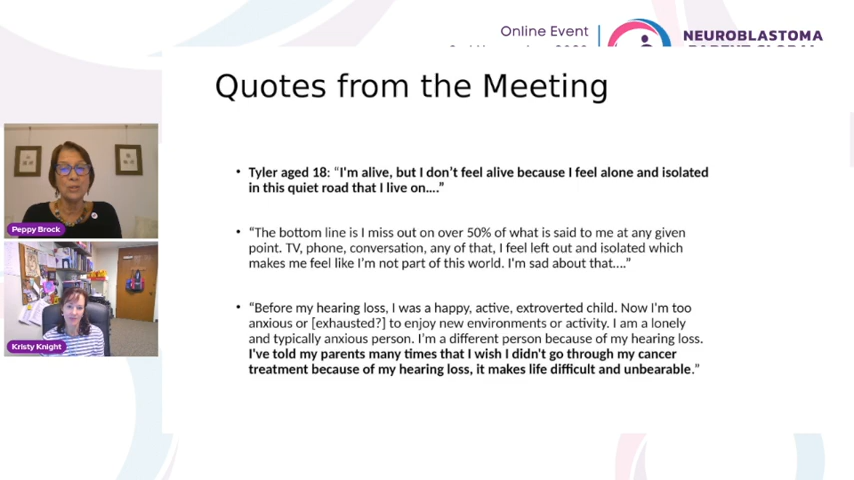 Online Event
NEUROBLASTOMA
Quotes from the Meeting
• Tyler aged 18: “I'm alive, but I don’t feel alive because I feel alone and isolated
in this quiet road that I live on....”
• “The bottom line is I miss out on over 50% of what is said to me at any given
point. TV, phone, conversation, any of that, I feel left out and isolated which
makes me feel like I’m not part of this world. I'm sad about that....”
• “Before my hearing loss, I was a happy, active, extroverted child. Now I'm too
anxious or [exhausted?] to enjoy new environments or activity. I am a lonely
and typically anxious person. I’m a different person because of my hearing loss.
I've told my parents many times that I wish I didn't go through my cancer
treatment because of my hearing loss, it makes life difficult and unbearable.”
Peppy Brock
Kristy Knight